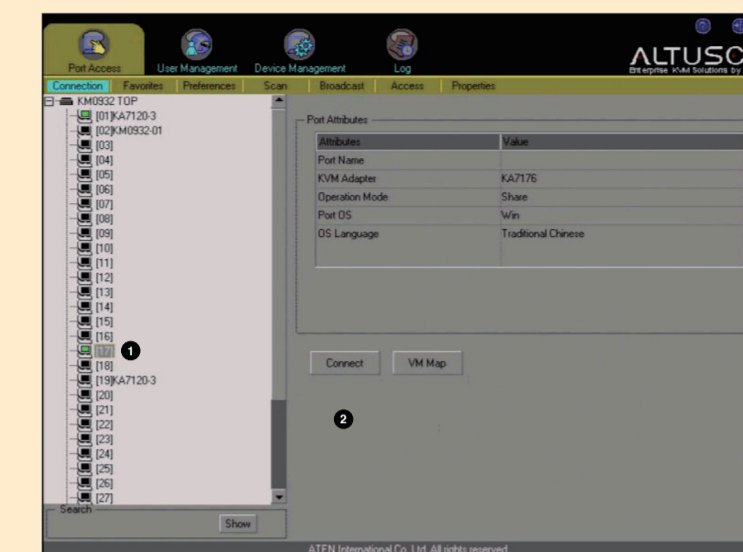 Port Access
User Management
Device Management
Log
ALTUSC
Enterprise KVM Solutions by
Connection
Favorites
Preferences
Scan
Broadcast
Access
Properties
KM0932 TOP
[01]KA7120-3
[02]KM0932-01
[03]
[04]
[05]
[06]
[07]
[08]
[09]
[10]
[11]
[12]
[13]
[14]
[15]
[16]
[17]
1
[18]
[19]KA7120-3
[20]
[21]
[22]
[23]
[24]
[25]
[26]
[27]
Search
Show
Port Attributes
Attributes Value
Port Name
KVM Adapter KA7176
Operation Mode Share
Port OS Win
OS Language Traditional Chinese
Connect
VM Map
2
ATEN International Co. Ltd. All rights reserved.